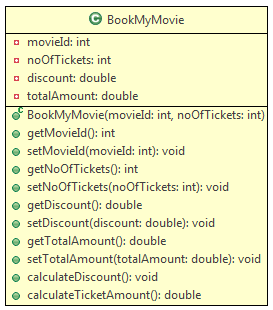 C BookMyMovie
movieId: int
noOfTickets: int
discount: double
totalAmount: double
C BookMyMovie(movieId: int, noOfTickets: int)
getMovieId(): int
setMovieId(movieId: int): void
getNoOfTickets(): int
setNoOfTickets(noOfTickets: int): void
getDiscount(): double
setDiscount(discount: double): void
getTotalAmount(): double
setTotalAmount(totalAmount: double): void
calculateDiscount(): void
calculateTicketAmount(): double